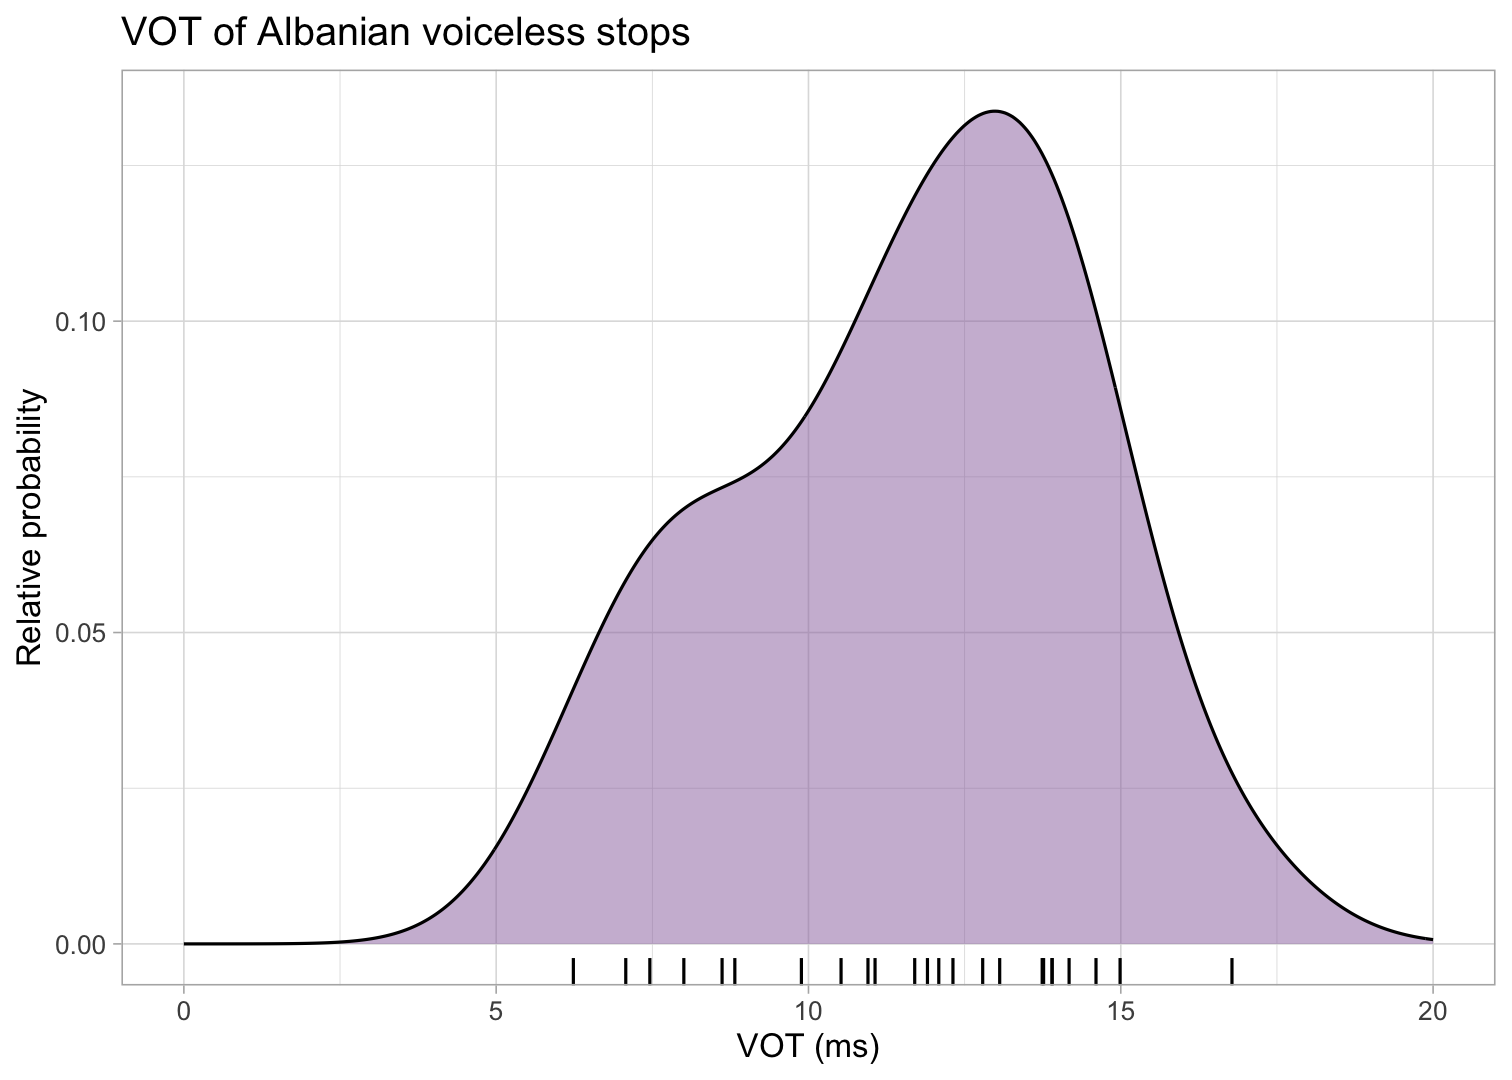 VOT of Albanian voiceless stops
Relative probability
0.10
0.05
0.00
0 5 10 15 20
VOT (ms)